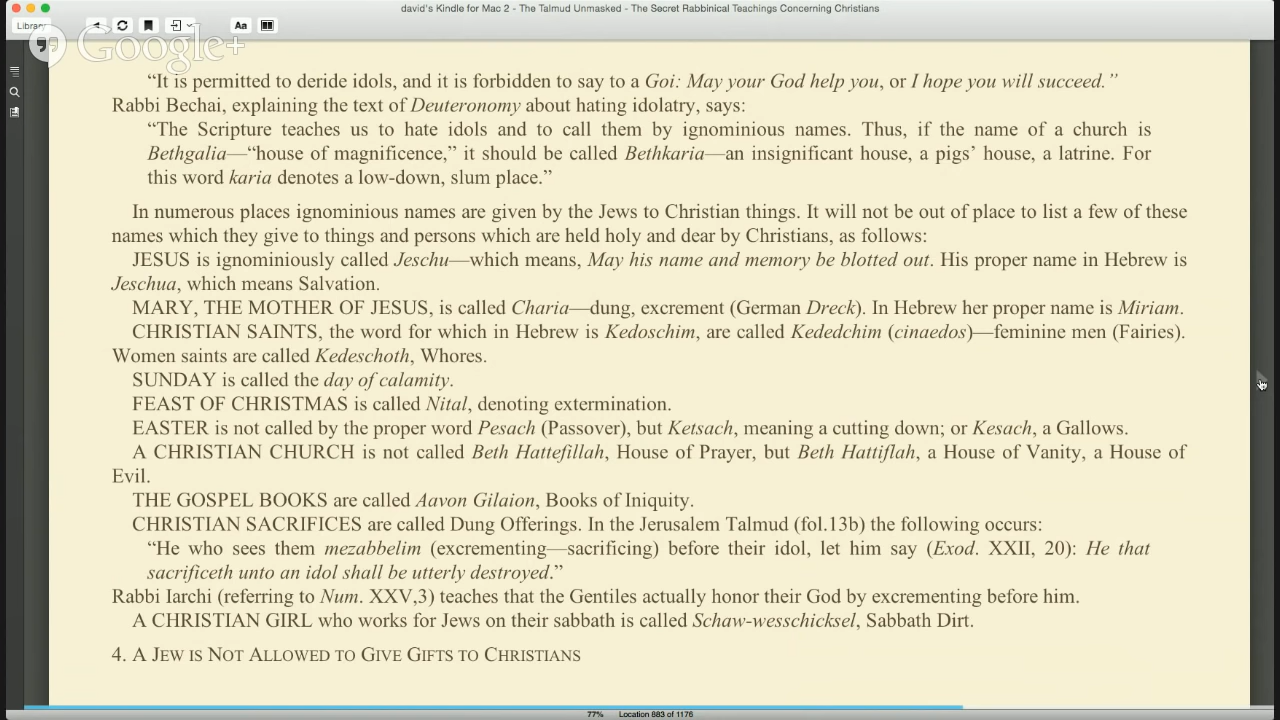 david's Kindle for Mac 2 - The Talmud Unmasked - The Secret Rabbinical Teachings Concerning Christians
Library
Aa
Google+
“It is permitted to deride idols, and it is forbidden to say to a Goi: May your God help you, or I hope you will succeed.”
Rabbi Bechai, explaining the text of Deuteronomy about hating idolatry, says:
“The Scripture teaches us to hate idols and to call them by ignominious names. Thus, if the name of a church is
Bethgalia—“house of magnificence,” it should be called Bethkaria—an insignificant house, a pigs’ house, a latrine. For
this word karia denotes a low-down, slum place.”
In numerous places ignominious names are given by the Jews to Christian things. It will not be out of place to list a few of these
names which they give to things and persons which are held holy and dear by Christians, as follows:
JESUS is ignominiously called Jeschu—which means, May his name and memory be blotted out. His proper name in Hebrew is
Jeschua, which means Salvation.
MARY, THE MOTHER OF JESUS, is called Charia—dung, excrement (German Dreck). In Hebrew her proper name is Miriam.
CHRISTIAN SAINTS, the word for which in Hebrew is Kedoschim, are called Kededchim (cinaedos)—feminine men (Fairies).
Women saints are called Kedeschoth, Whores.
SUNDAY is called the day of calamity.
FEAST OF CHRISTMAS is called Nital, denoting extermination.
EASTER is not called by the proper word Pesach (Passover), but Ketsach, meaning a cutting down; or Kesach, a Gallows.
A CHRISTIAN CHURCH is not called Beth Hattefillah, House of Prayer, but Beth Hattiflah, a House of Vanity, a House of
Evil.
THE GOSPEL BOOKS are called Aavon Gilaion, Books of Iniquity.
CHRISTIAN SACRIFICES are called Dung Offerings. In the Jerusalem Talmud (fol.13b) the following occurs:
“He who sees them mezabbelim (excrementing—sacrificing) before their idol, let him say (Exod. XXII, 20): He that
sacrificeth unto an idol shall be utterly destroyed.”
Rabbi Iarchi (referring to Num. XXV,3) teaches that the Gentiles actually honor their God by excrementing before him.
A CHRISTIAN GIRL who works for Jews on their sabbath is called Schaw-wesschicksel, Sabbath Dirt.
4. A JEW IS NOT ALLOWED TO GIVE GIFTS TO CHRISTIANS
77% Location 883 of 1176